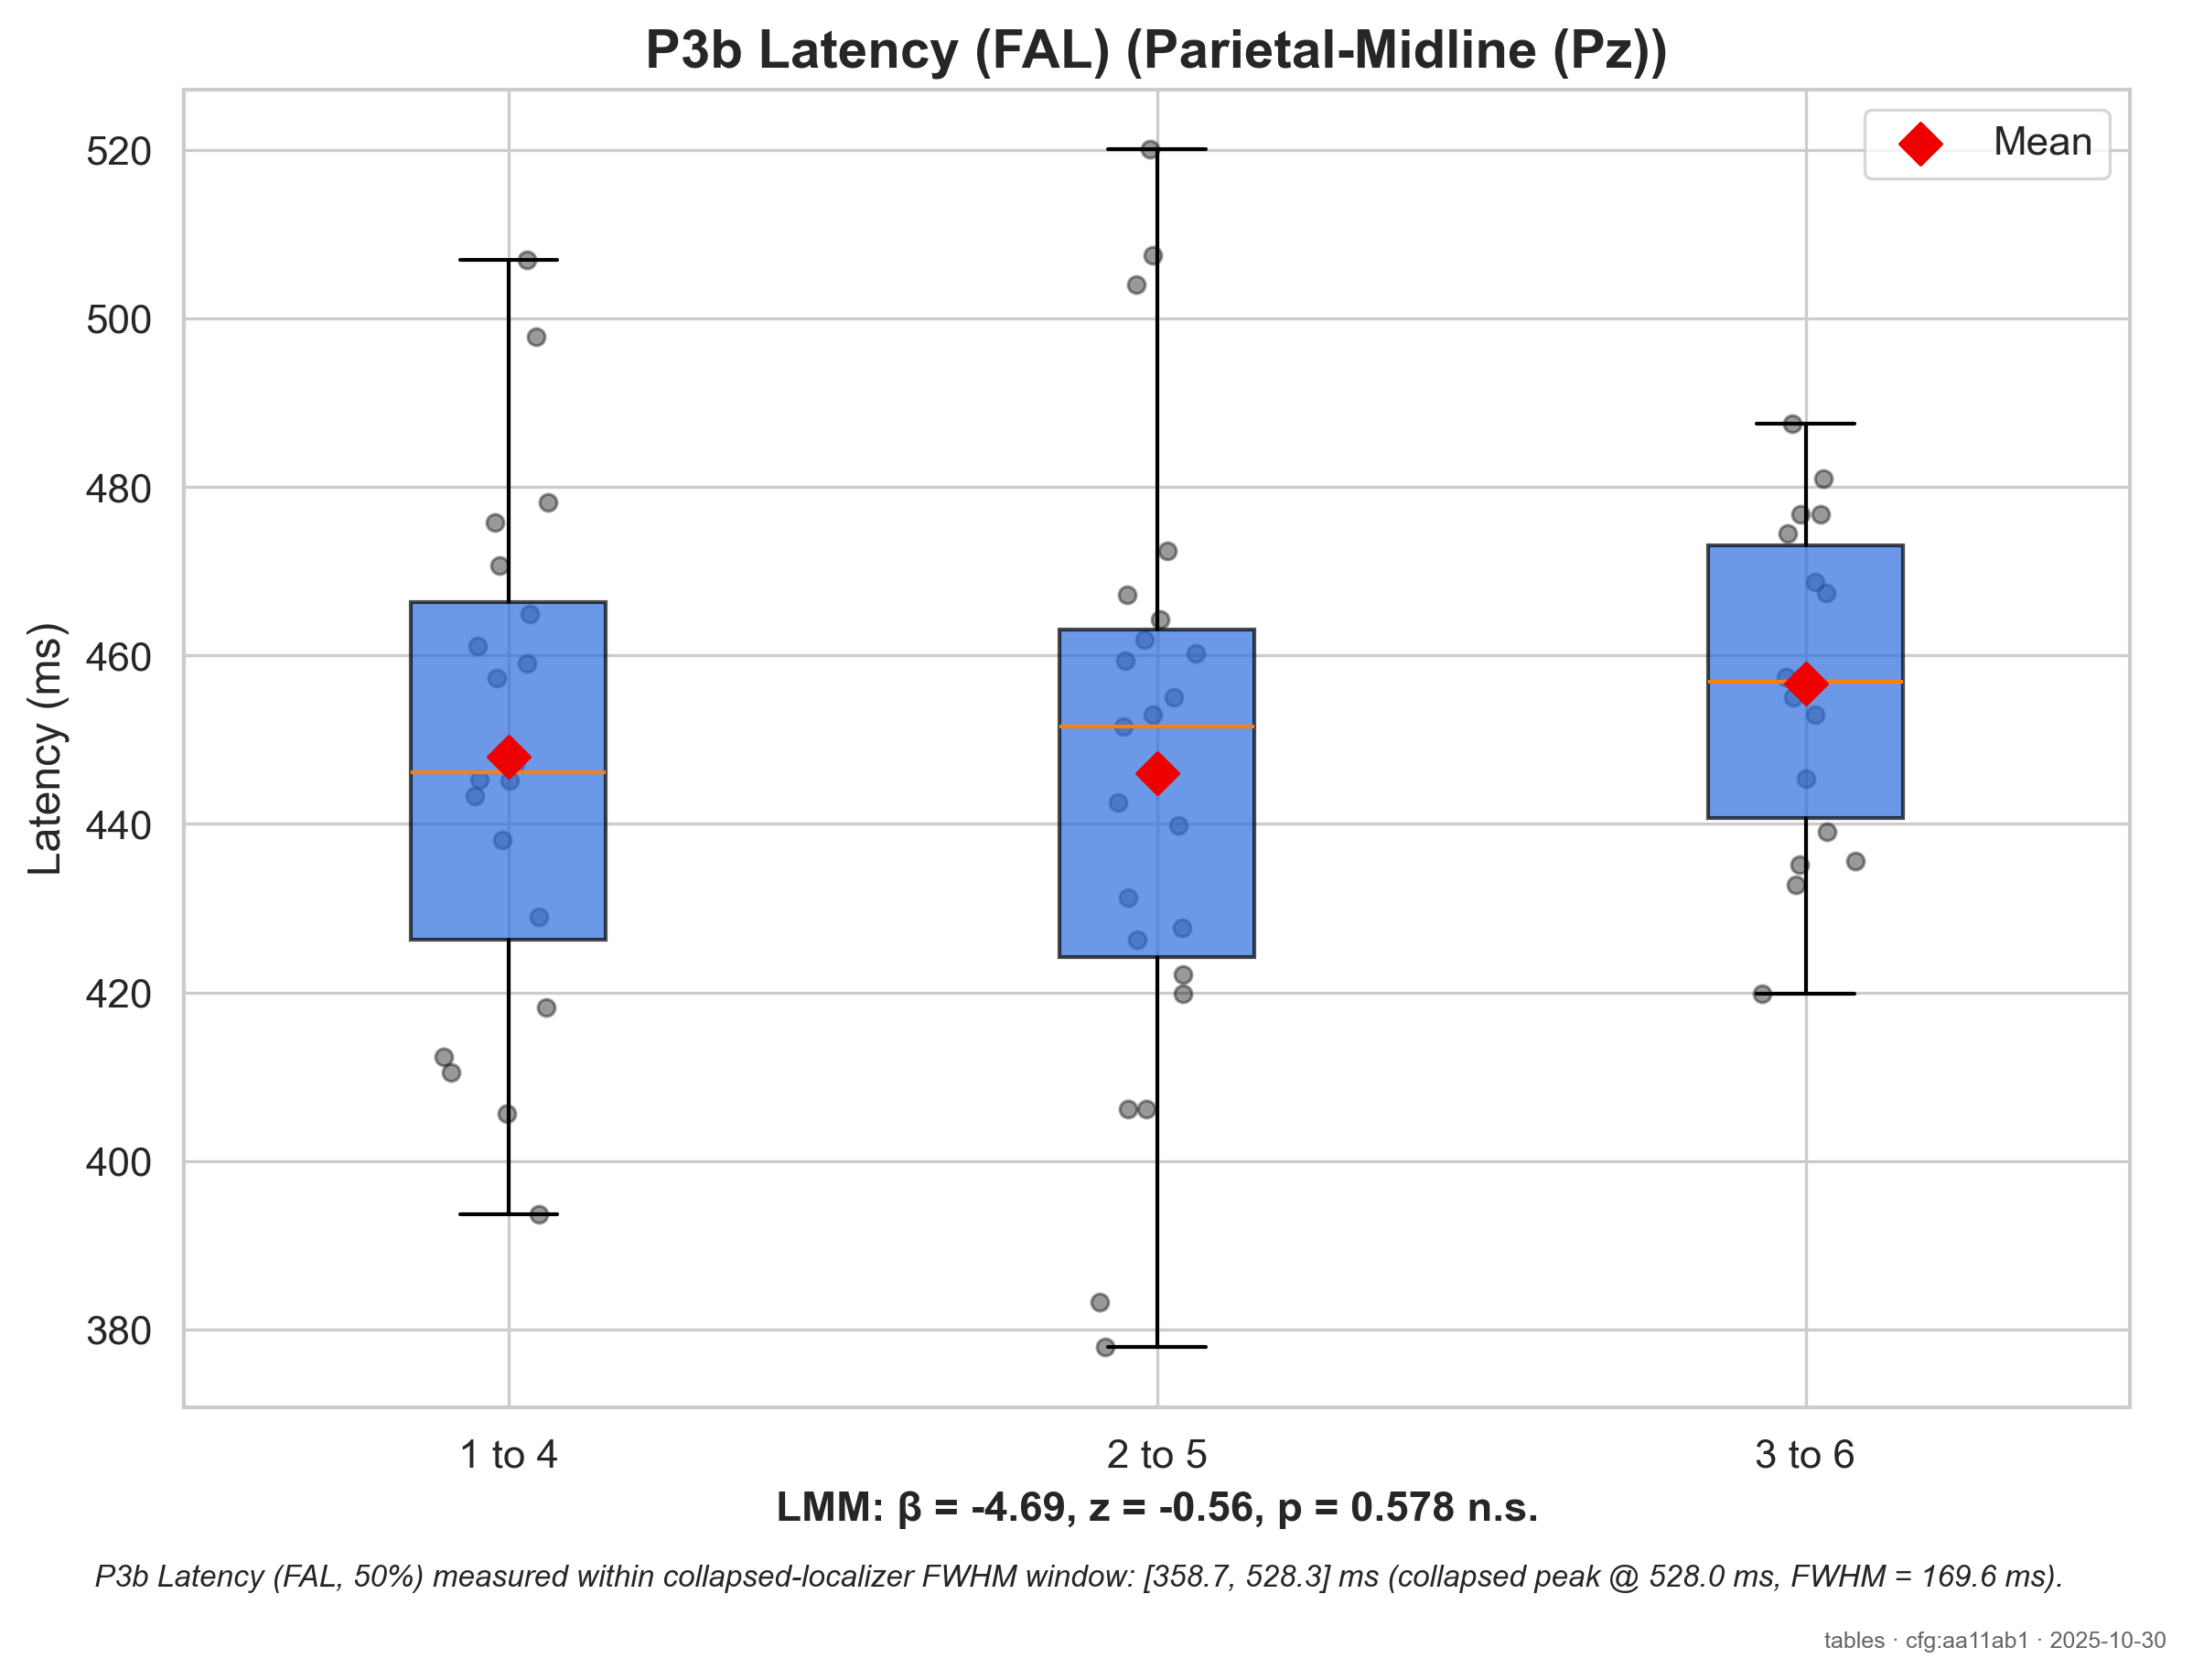 P3b Latency (FAL) (Parietal-Midline (Pz))
Mean
520
500
480
460
440
420
400
380
Latency (ms)
1 to 4
2 to 5
3 to 6
LMM: β = -4.69, z = -0.56, p = 0.578 n.s.
P3b Latency (FAL, 50%) measured within collapsed-localizer FWHM window: [358.7, 528.3] ms (collapsed peak @ 528.0 ms, FWHM = 169.6 ms).
tables · cfg:aa11ab1 · 2025-10-30